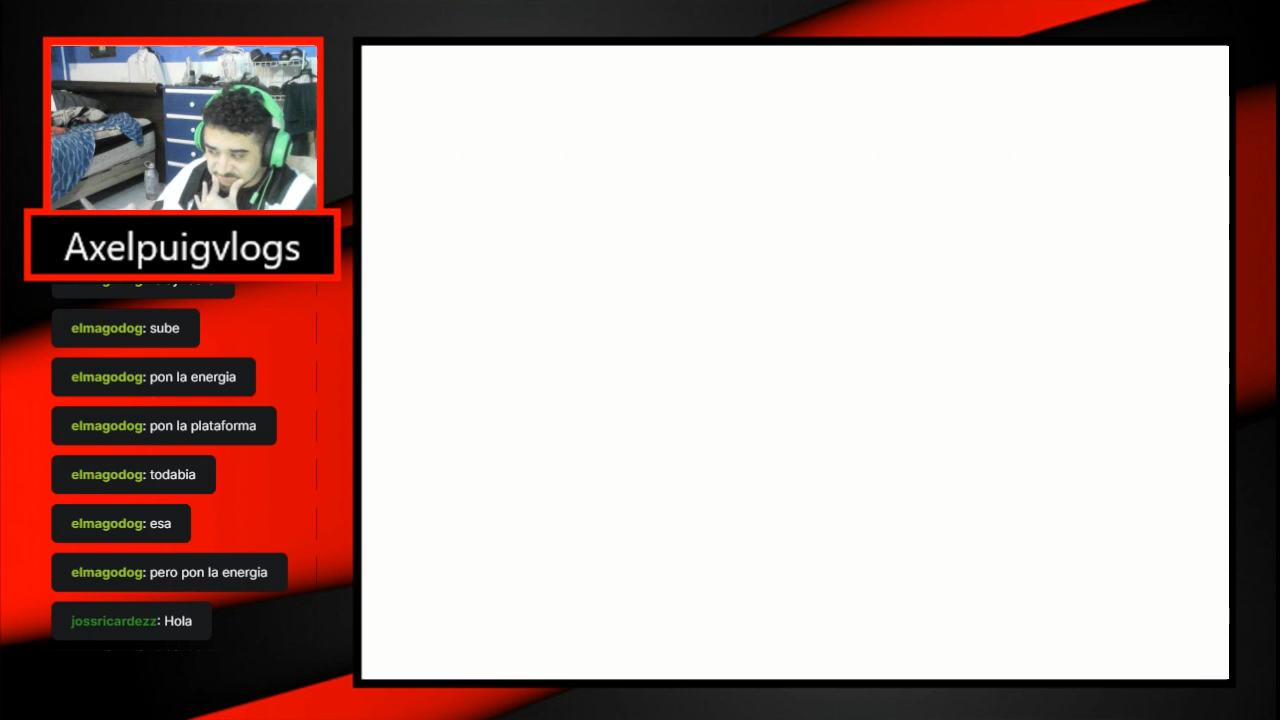 Axelpuigvlogs
elmagodog: sube
elmagodog: pon la energia
elmagodog: pon la plataforma
elmagodog: todabia
elmagodog: esa
elmagodog: pero pon la energia
jossricardezz: Hola